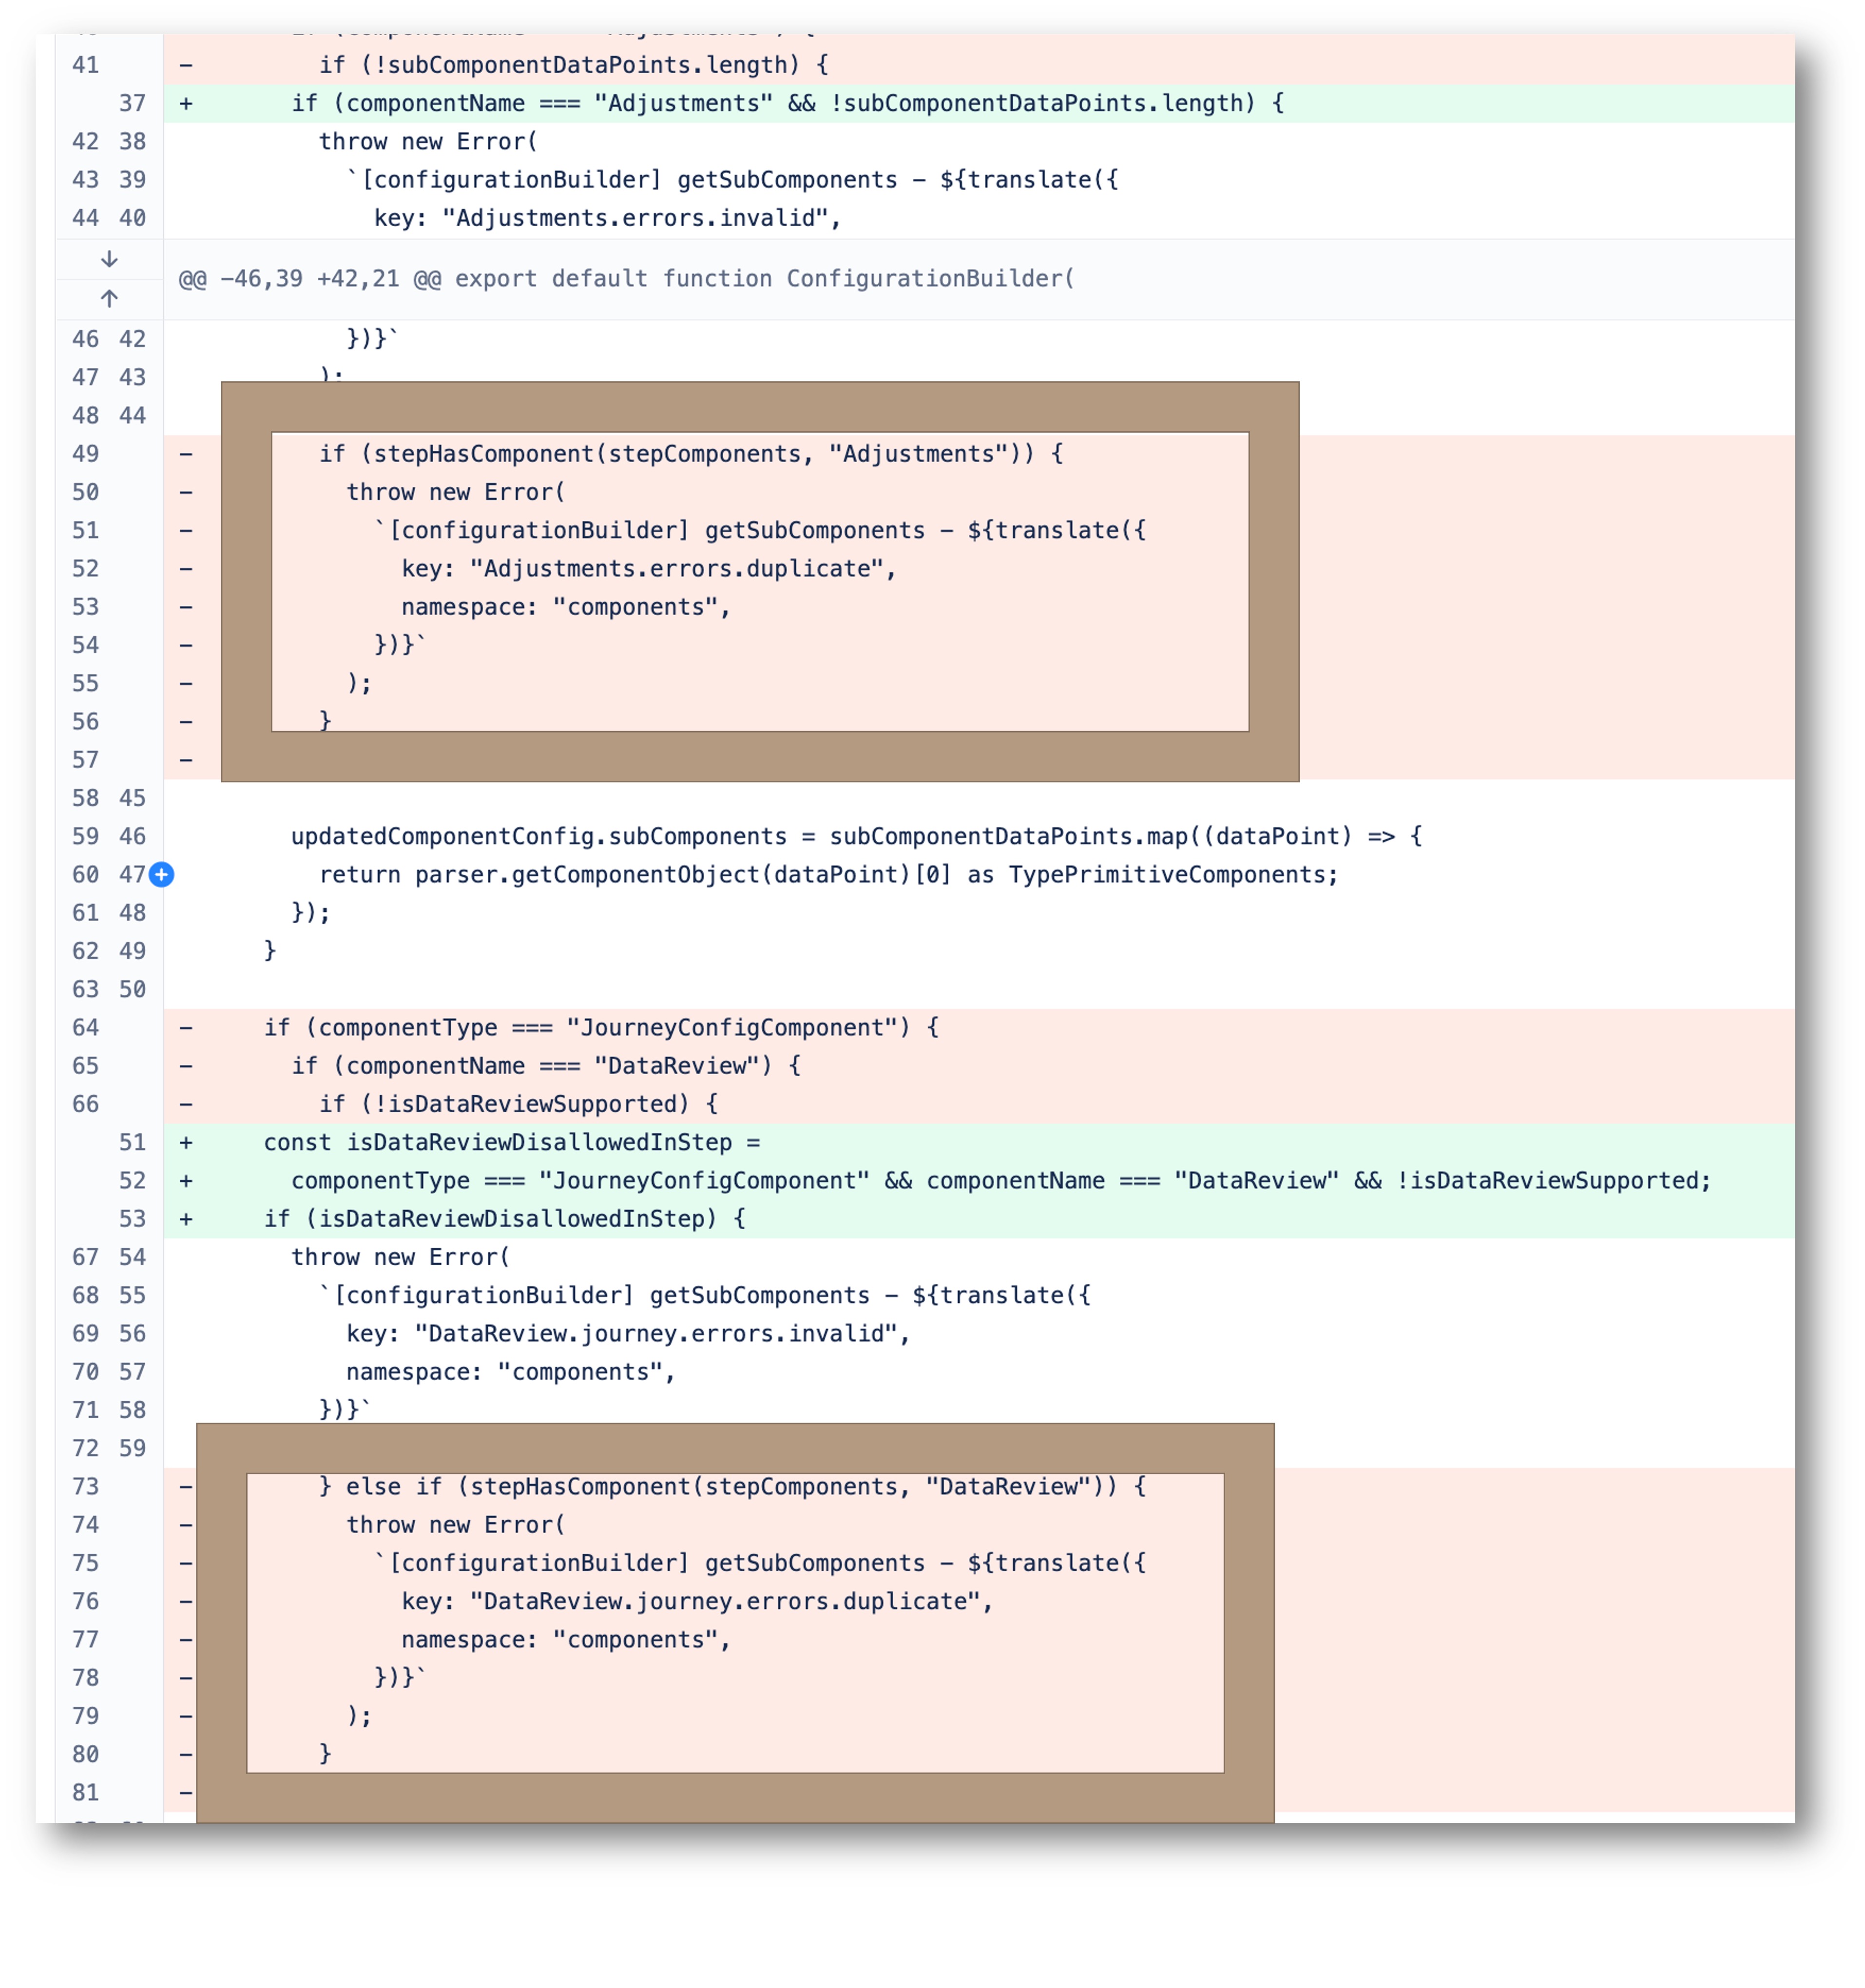 41 - if (!subComponentDataPoints.length) {
37 + if (componentName === "Adjustments" && !subComponentDataPoints.length) {
42 38 throw new Error(
43 39 `[configurationBuilder] getSubComponents - ${translate({
44 40 key: "Adjustments.errors.invalid",
@@ -46,39 +42,21 @@ export default function ConfigurationBuilder(
46 42 })}`
47 43 );
48 44
49 - if (stepHasComponent(stepComponents, "Adjustments")) {
50 - throw new Error(
51 - `[configurationBuilder] getSubComponents - ${translate({
52 - key: "Adjustments.errors.duplicate",
53 - namespace: "components",
54 - })}`
55 - );
56 - }
57 -
58 45
59 46 updatedComponentConfig.subComponents = subComponentDataPoints.map((dataPoint) => {
60 47 + return parser.getComponentObject(dataPoint)[0] as TypePrimitiveComponents;
61 48 });
62 49 }
63 50
64 - if (componentType === "JourneyConfigComponent") {
65 - if (componentName === "DataReview") {
66 - if (!isDataReviewSupported) {
51 + const isDataReviewDisallowedInStep =
52 + componentType === "JourneyConfigComponent" && componentName === "DataReview" && !isDataReviewSupported;
53 + if (isDataReviewDisallowedInStep) {
67 54 throw new Error(
68 55 `[configurationBuilder] getSubComponents - ${translate({
69 56 key: "DataReview.journey.errors.invalid",
70 57 namespace: "components",
71 58 })}`
72 59
73 - } else if (stepHasComponent(stepComponents, "DataReview")) {
74 - throw new Error(
75 - `[configurationBuilder] getSubComponents - ${translate({
76 - key: "DataReview.journey.errors.duplicate",
77 - namespace: "components",
78 - })}`
79 - );
80 - }
81 -